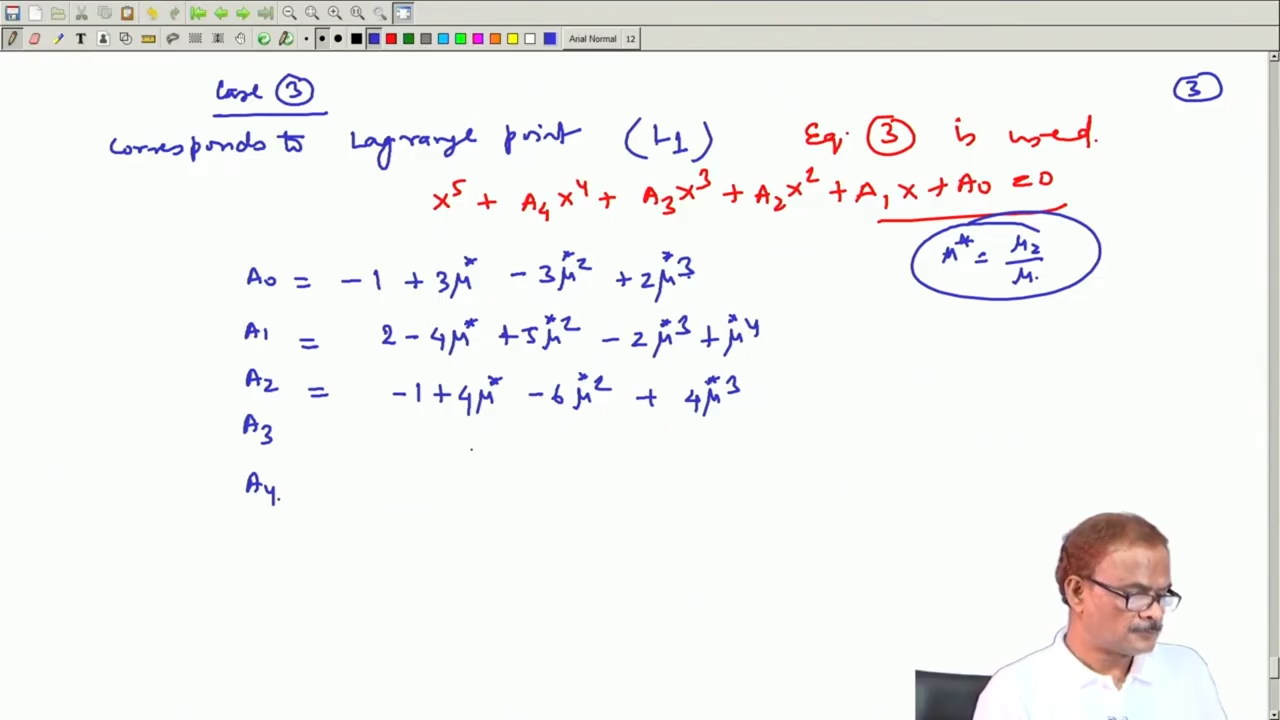 Arial Normal 12
Case ③
③
corresponds to Lagrange point (L1) Eq. ③ is used.
x⁵ + A₄x⁴ + A₃x³ + A₂x² + A₁x + A₀ = 0
μ* = μ₂/μ.
A₀ = -1 + 3μ* - 3μ*² + 2μ*³
A₁ = 2 - 4μ* + 5μ*² - 2μ*³ + μ*⁴
A₂ = -1 + 4μ* - 6μ*² + 4μ*³
A₃
A₄.